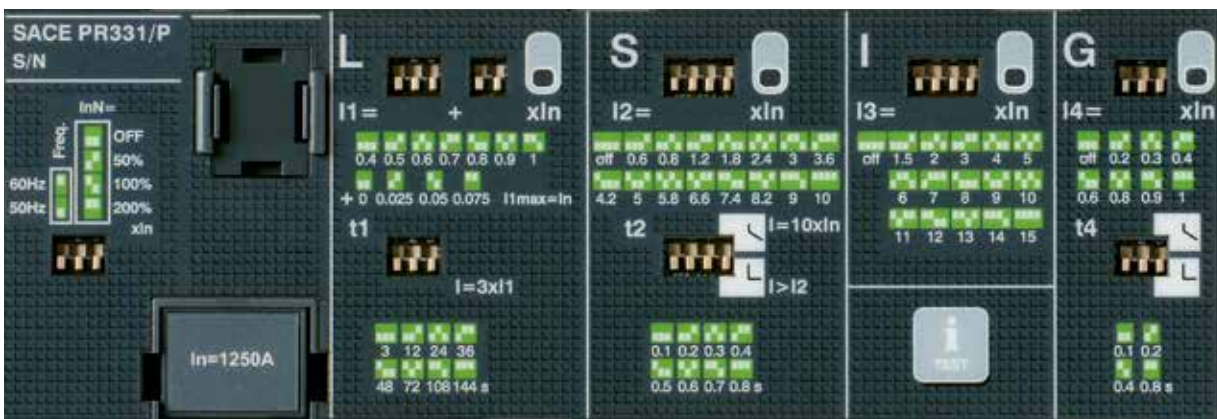 SACE PR331/P
S/N
InN=
Freq.
OFF
50%
60Hz
100%
50Hz
200%
xIn
In=1250A
L
I1= + xIn
0.4 0.5 0.6 0.7 0.8 0.9 1
+ 0 0.025 0.05 0.075 I1max=In
t1
I=3xI1
3 12 24 36
48 72 108 144 s
S
I2= xIn
off 0.6 0.8 1.2 1.8 2.4 3 3.6
4.2 5 5.8 6.6 7.4 8.2 9 10
t2
I=10xIn
I>I2
0.1 0.2 0.3 0.4
0.5 0.6 0.7 0.8 s
I
I3= xIn
off 1.5 2 3 4 5
6 7 8 9 10
11 12 13 14 15
i
TEST
G
I4= xIn
off 0.2 0.3 0.4
0.6 0.8 0.9 1
t4
0.1 0.2
0.4 0.8 s